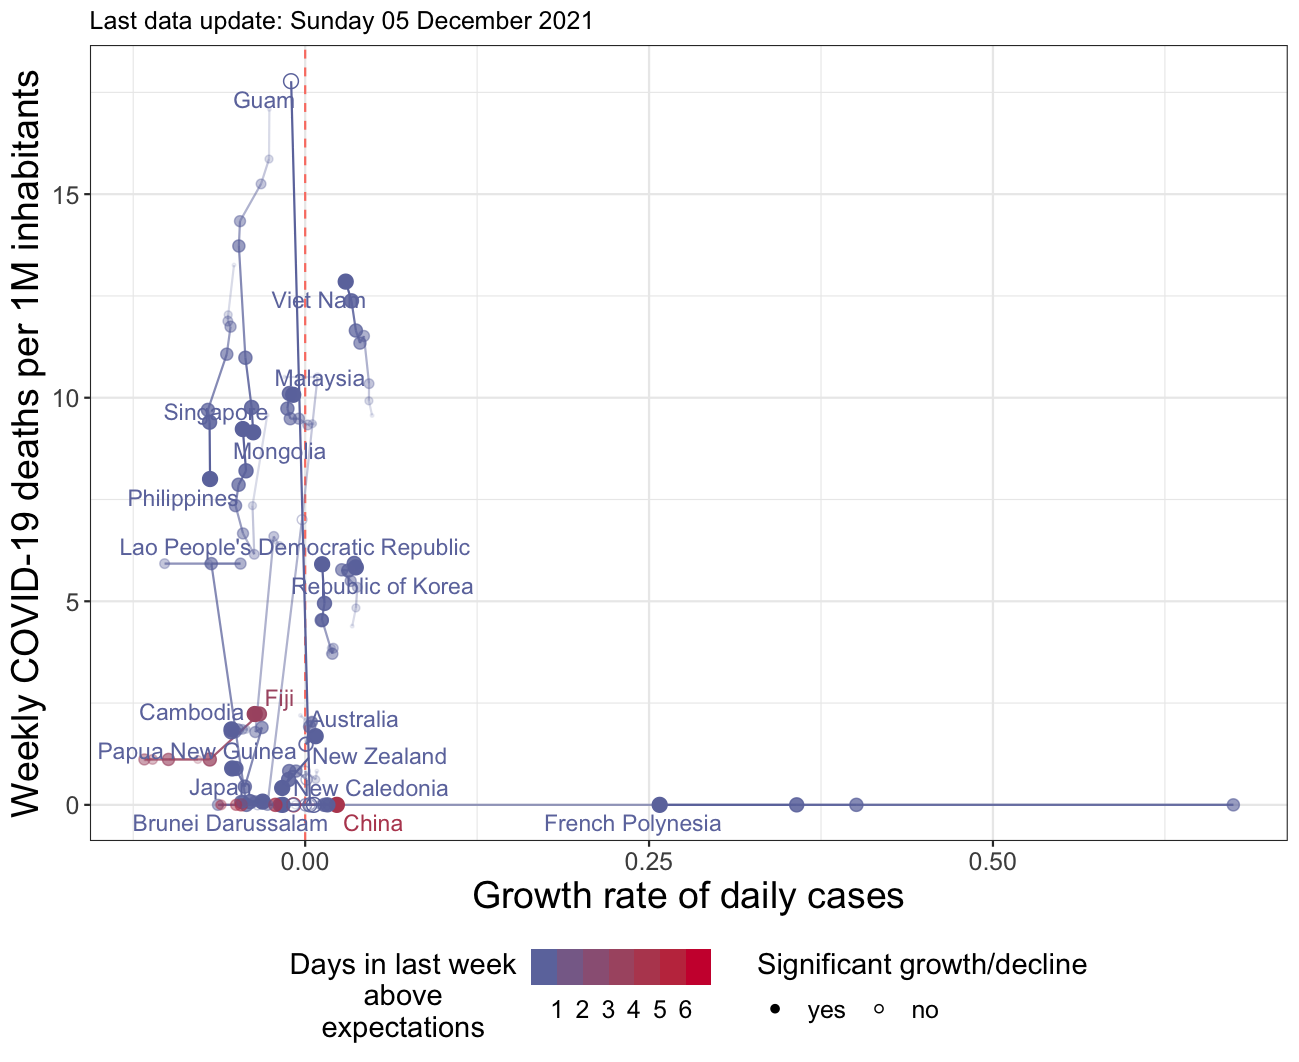 Last data update: Sunday 05 December 2021
Weekly COVID-19 deaths per 1M inhabitants
15
10
5
0
Guam
Viet Nam
Malaysia
Singapore
Mongolia
Philippines
Lao People's Democratic Republic
Republic of Korea
Fiji
Cambodia
Australia
Papua New Guinea
New Zealand
Japan
New Caledonia
Brunei Darussalam
China
French Polynesia
0.00
0.25
0.50
Growth rate of daily cases
Days in last week
above
expectations
1 2 3 4 5 6
Significant growth/decline
yes
no